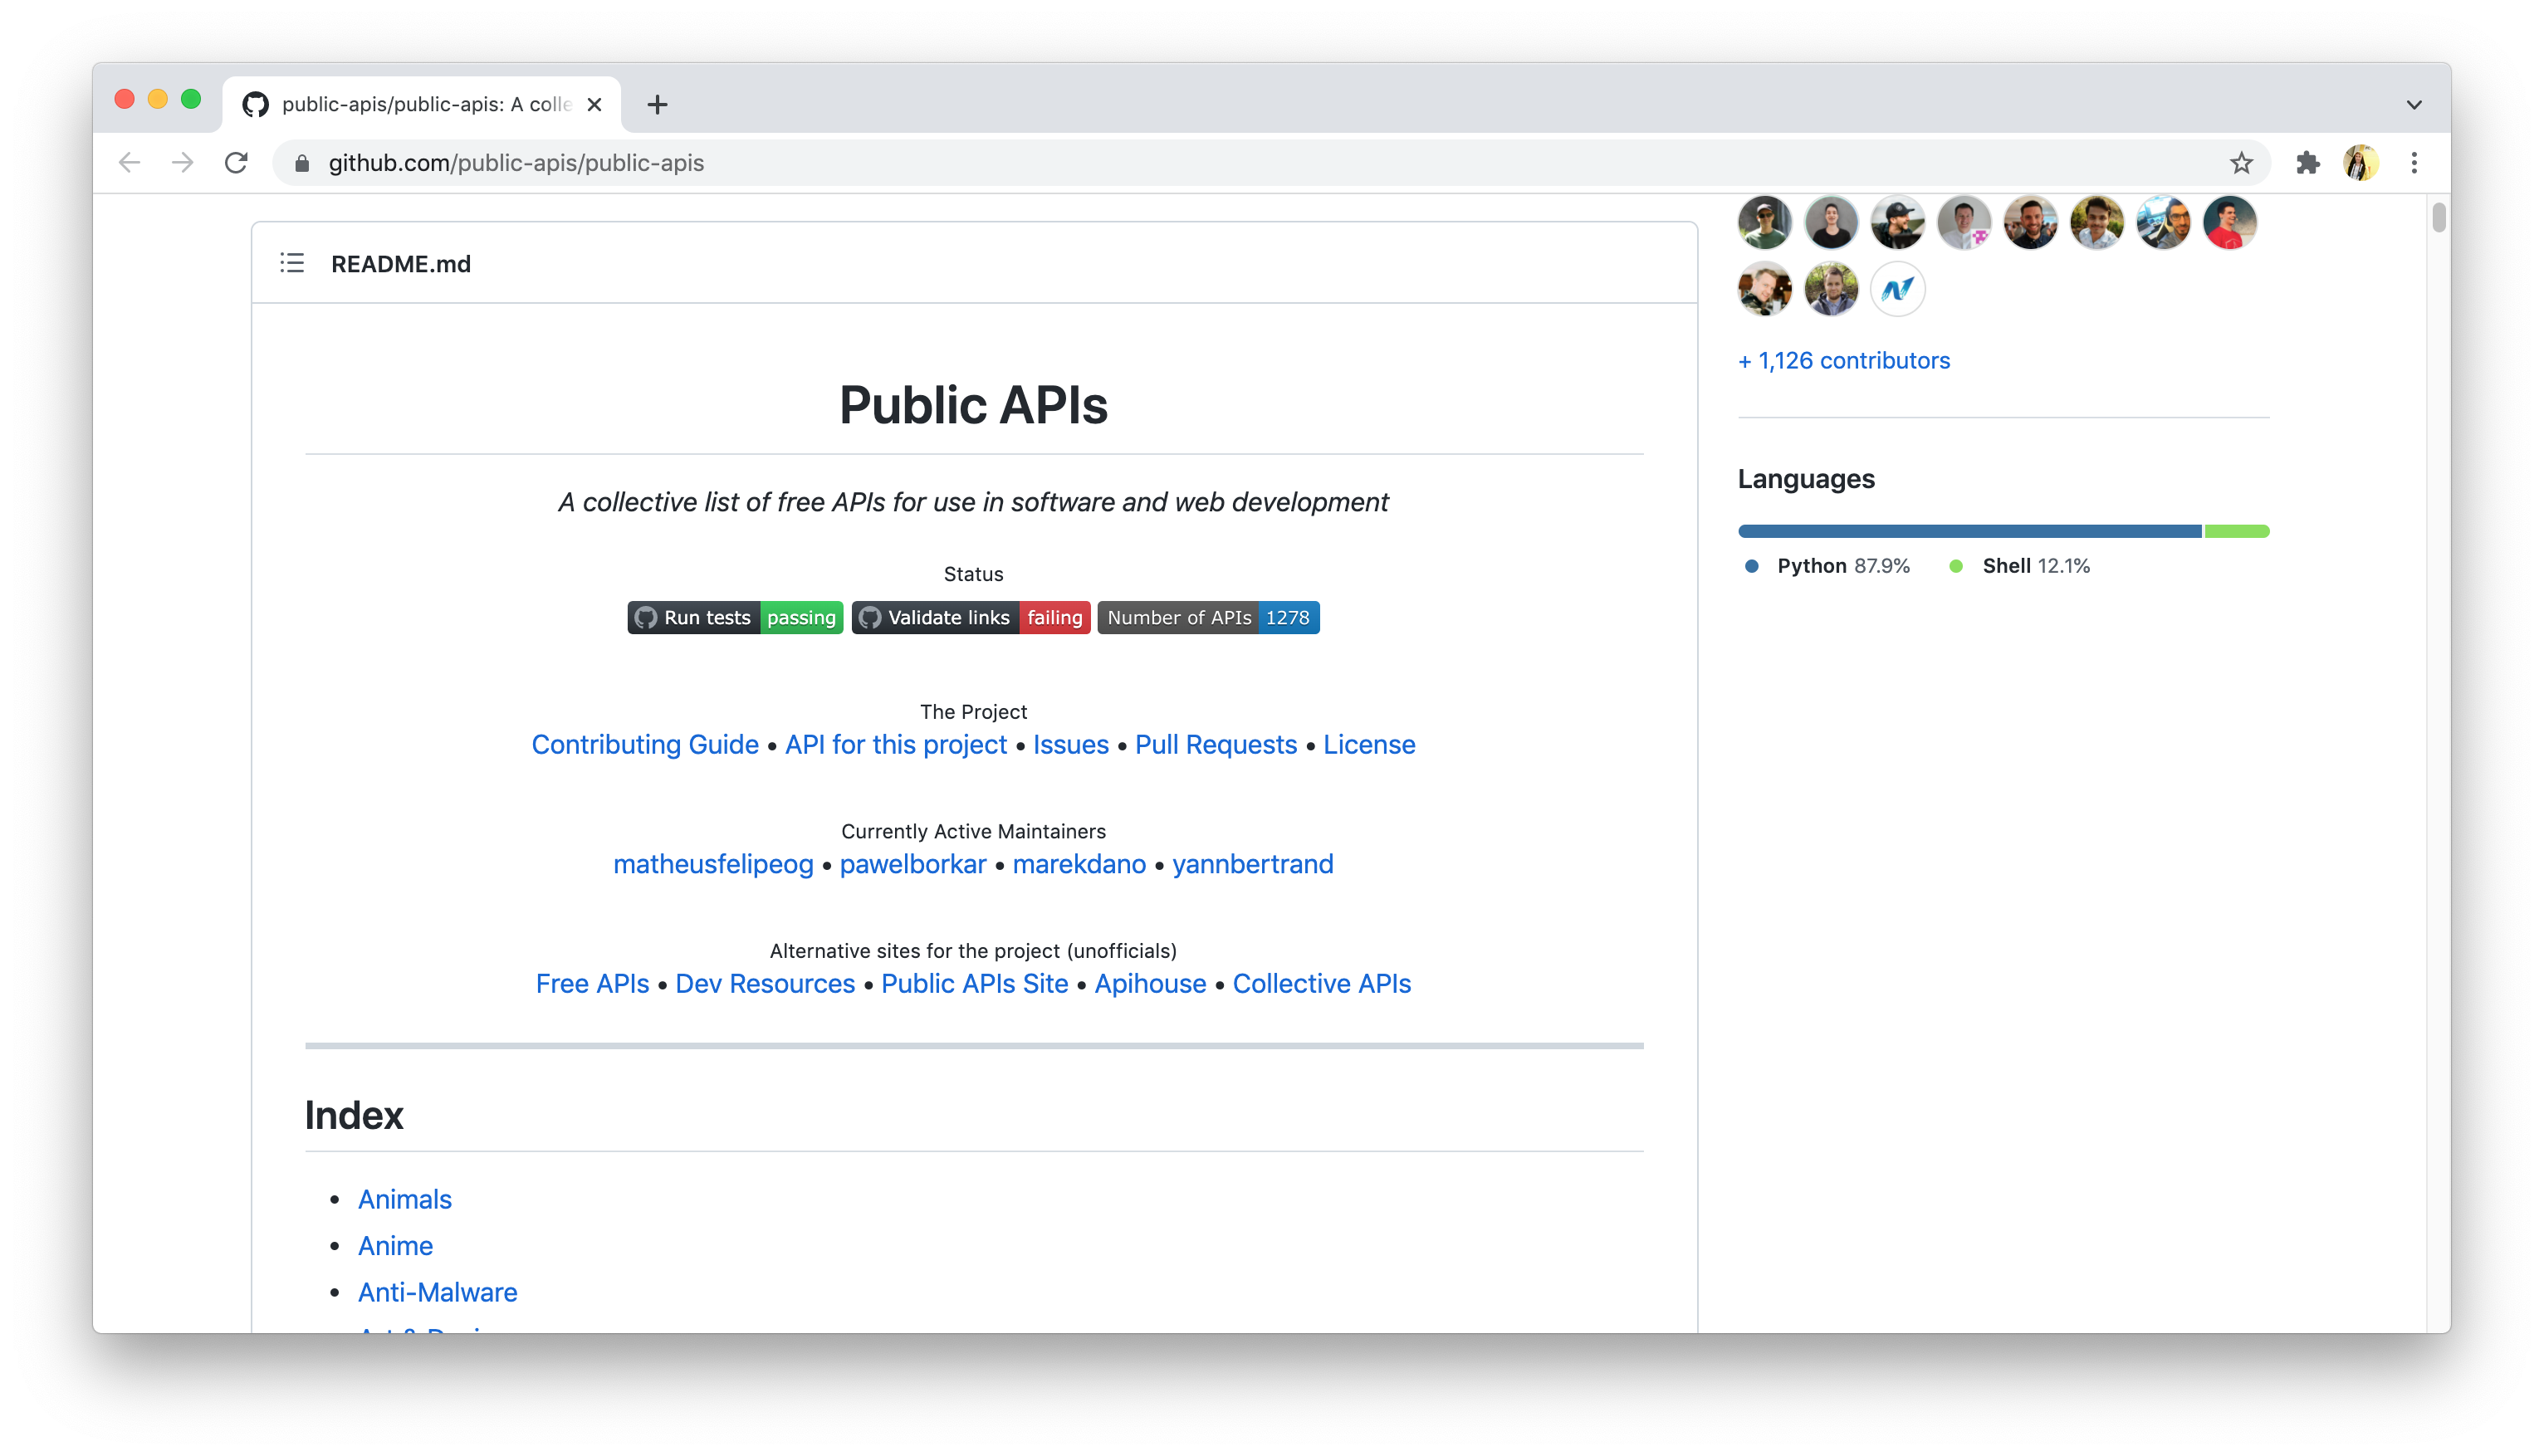 public-apis/public-apis: A colle
github.com/public-apis/public-apis
README.md
Public APIs
A collective list of free APIs for use in software and web development
Status
Run tests passing Validate links failing Number of APIs 1278
The Project
Contributing Guide • API for this project • Issues • Pull Requests • License
Currently Active Maintainers
matheusfelipeog • pawelborkar • marekdano • yannbertrand
Alternative sites for the project (unofficials)
Free APIs • Dev Resources • Public APIs Site • Apihouse • Collective APIs
Index
• Animals
• Anime
• Anti-Malware
+ 1,126 contributors
Languages
Python 87.9% Shell 12.1%